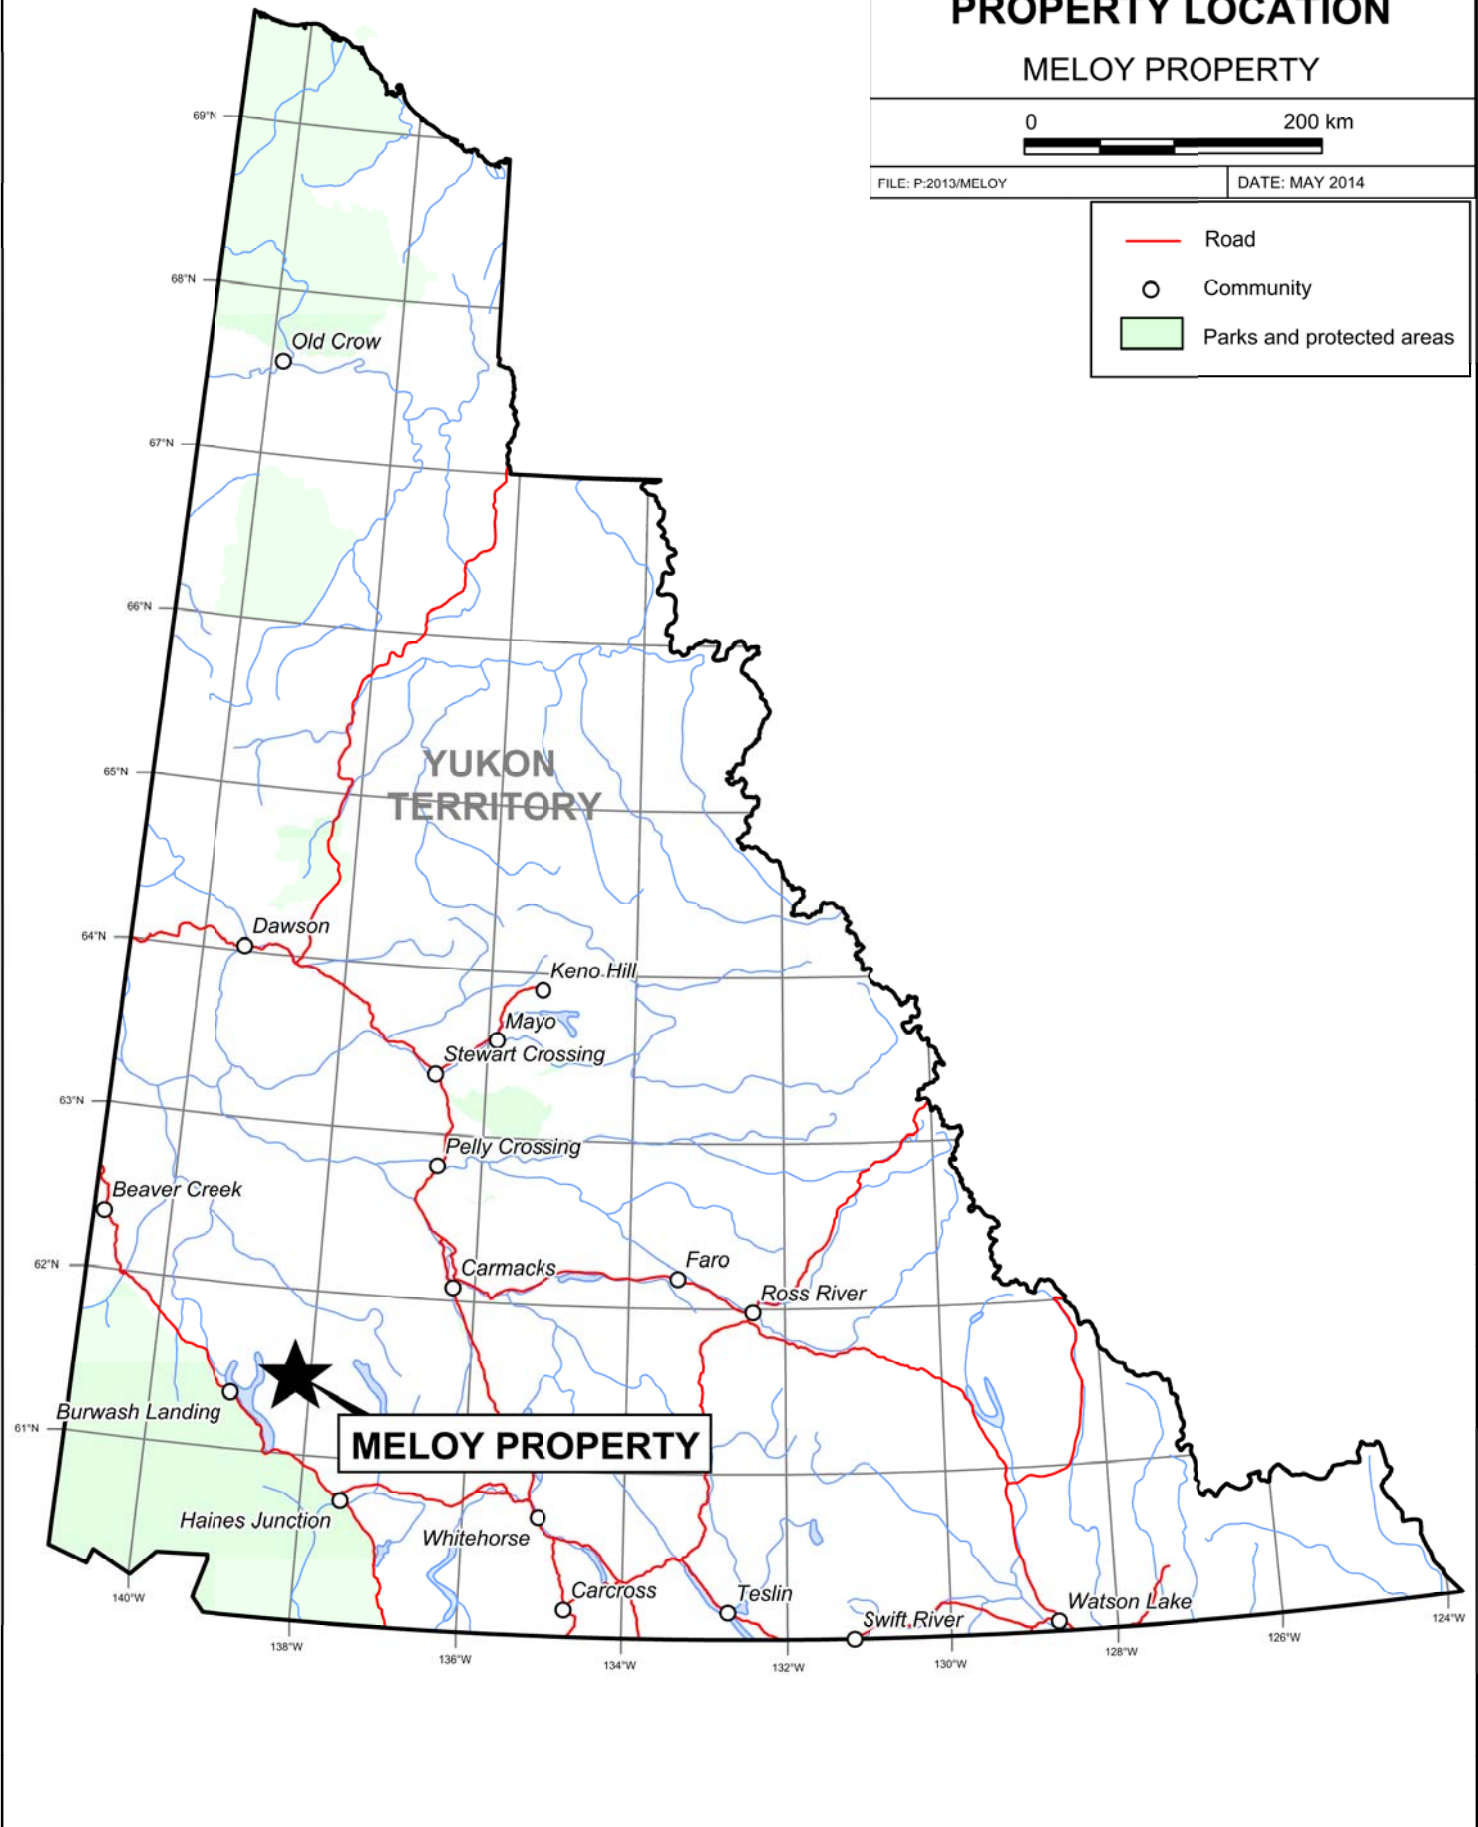 PROPERTY LOCATION
MELOY PROPERTY
0 200 km
FILE: P:2013/MELOY DATE: MAY 2014
Road
Community
Parks and protected areas
69°N
68°N
Old Crow
67°N
66°N
65°N
YUKON
TERRITORY
Dawson
64°N
Keno Hill
Mayo
Stewart Crossing
63°N
Pelly Crossing
Beaver Creek
62°N
Carmacks
Faro
Ross River
Burwash Landing
61°N
MELOY PROPERTY
Haines Junction
Whitehorse
Carcross
Teslin
Swift River
Watson Lake
140°W
138°W
136°W
134°W
132°W
130°W
128°W
126°W
124°W